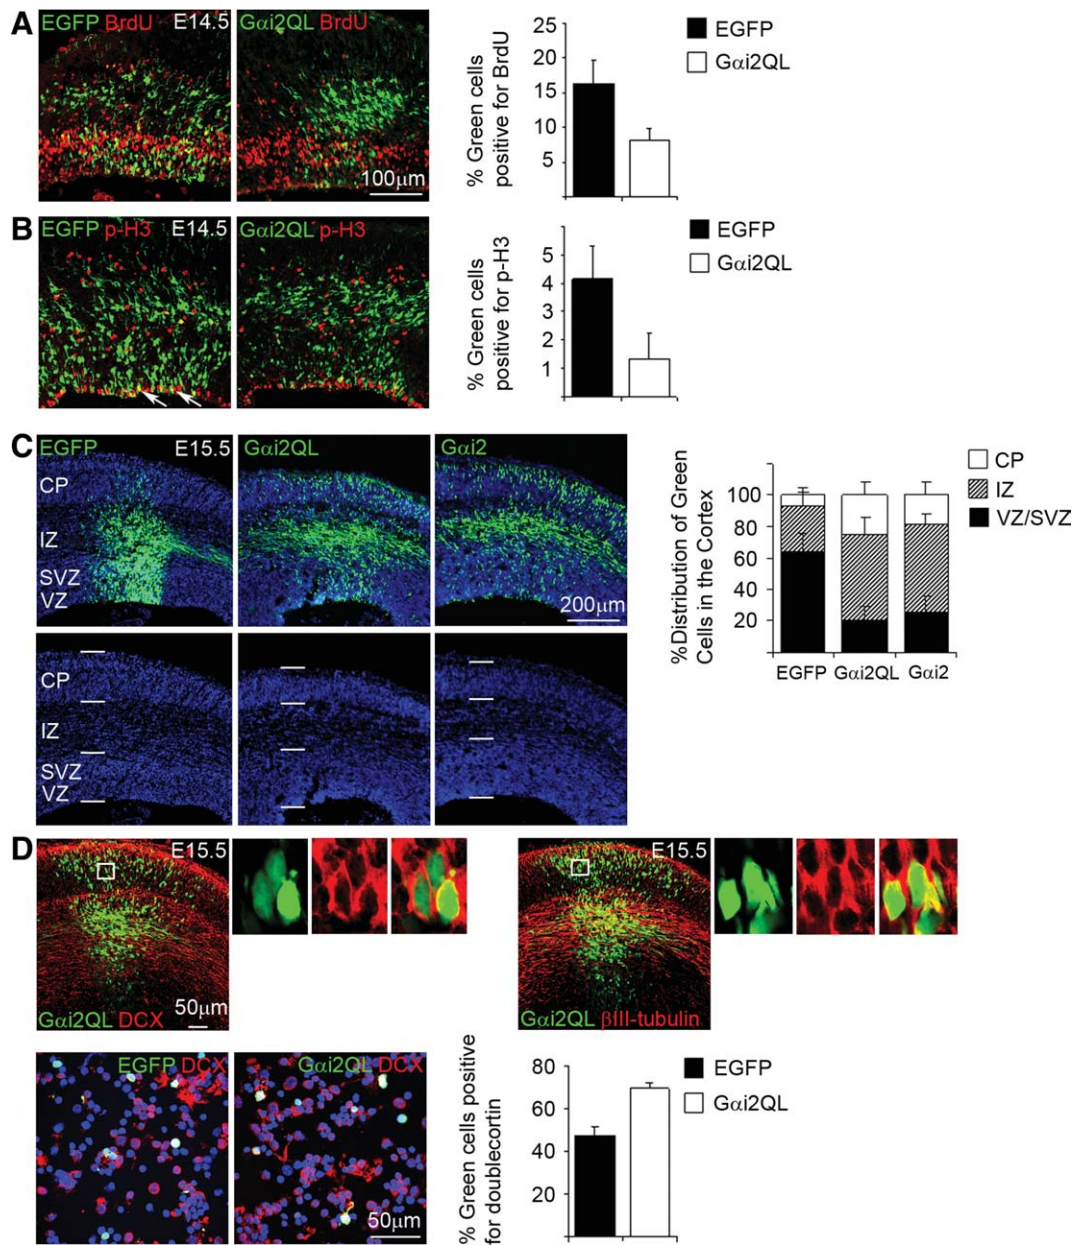 A
EGFP BrdU E14.5
Gαi2QL BrdU
100μm
% Green cells
positive for BrdU
25
20
15
10
5
EGFP
Gαi2QL
B
EGFP p-H3 E14.5
Gαi2QL p-H3
% Green cells
positive for p-H3
5
4
3
2
1
EGFP
Gαi2QL
C
EGFP E15.5
Gαi2QL
Gαi2
CP
IZ
SVZ
VZ
200μm
CP
IZ
SVZ
VZ
%Distribution of Green
Cells in the Cortex
100
80
60
40
20
EGFP Gαi2QL Gαi2
CP
IZ
VZ/SVZ
D
E15.5
50μm
Gαi2QL DCX
E15.5
Gαi2QL βIII-tubulin
EGFP DCX
Gαi2QL DCX
50μm
% Green cells positive
for doublecortin
80
60
40
20
EGFP
Gαi2QL